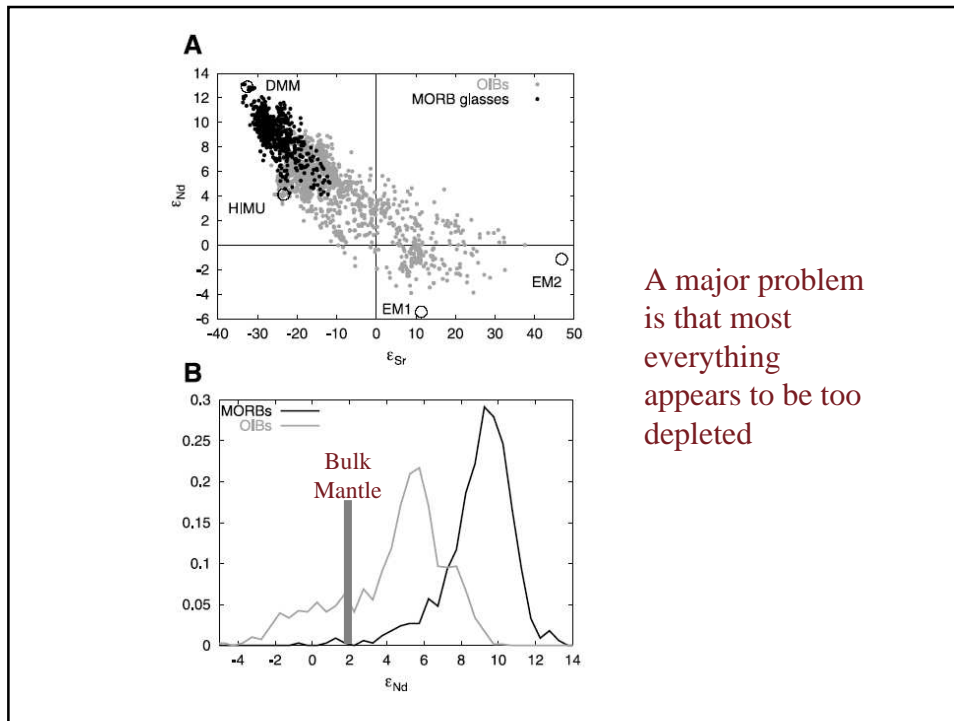 A
14
12
10
8
6
4
2
0
-2
-4
-6
DMM
HIMU
EM1
EM2
OIBs
MORB glasses
-40 -30 -20 -10 0 10 20 30 40 50
εNd
εSr
A major problem
is that most
everything
appears to be too
depleted
B
0.3
0.25
0.2
0.15
0.1
0.05
0
MORBs
OIBs
Bulk
Mantle
-4 -2 0 2 4 6 8 10 12 14
εNd